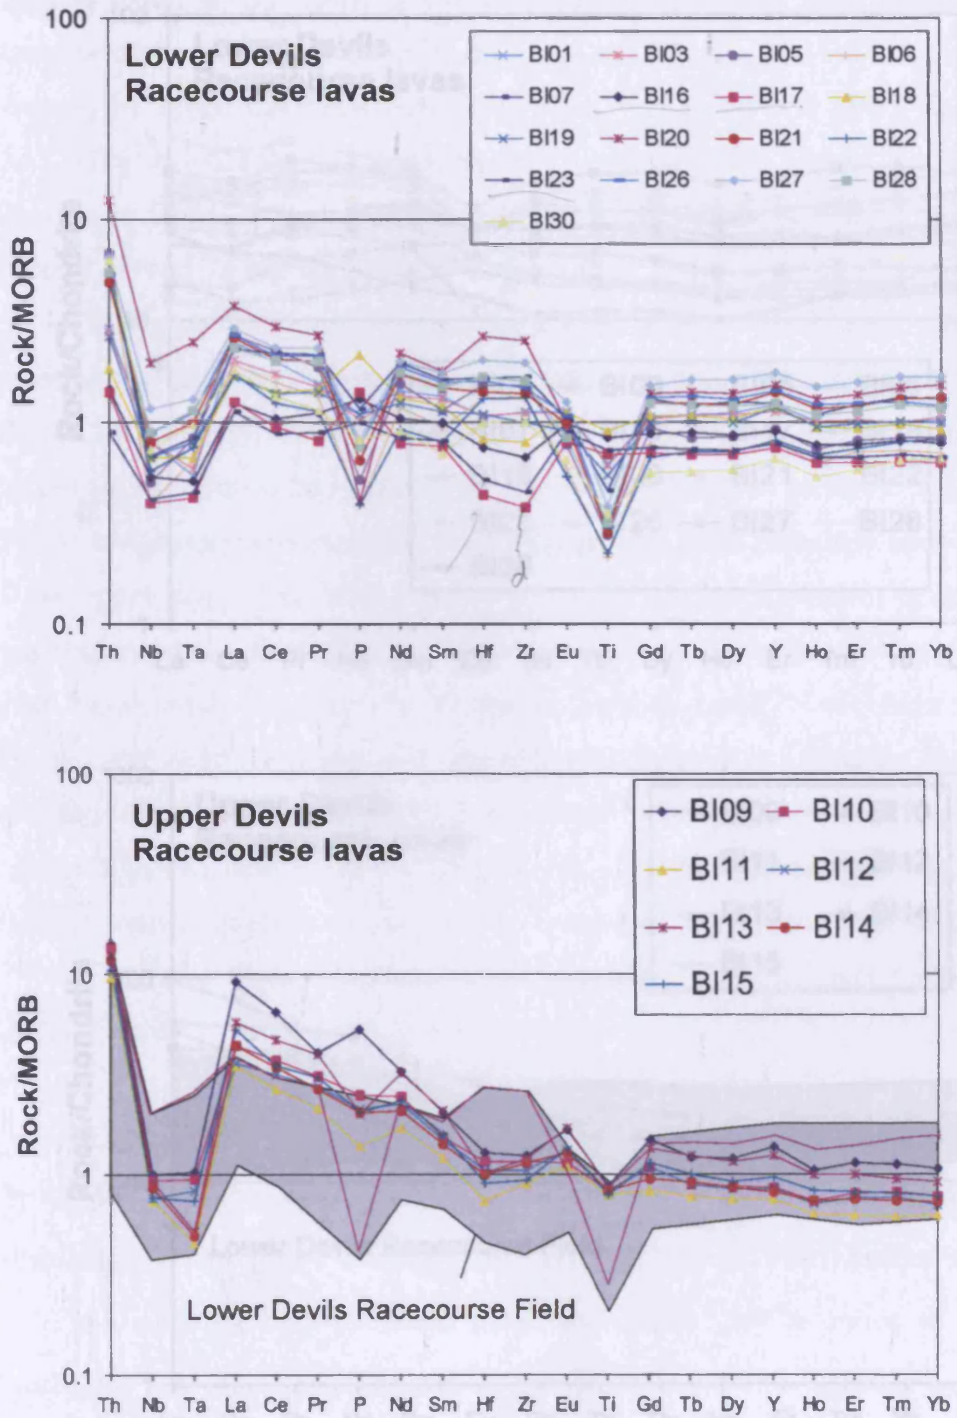 100
Lower Devils
Racecourse lavas
BI01 BI03 BI05 BI06
BI07 BI16 BI17 BI18
BI19 BI20 BI21 BI22
BI23 BI26 BI27 BI28
BI30
10
Rock/MORB
1
0.1
Th Nb Ta La Ce Pr P Nd Sm Hf Zr Eu Ti Gd Tb Dy Y Ho Er Tm Yb
100
Upper Devils
Racecourse lavas
BI09 BI10
BI11 BI12
BI13 BI14
BI15
10
Rock/MORB
1
Lower Devils Racecourse Field
0.1
Th Nb Ta La Ce Pr P Nd Sm Hf Zr Eu Ti Gd Tb Dy Y Ho Er Tm Yb